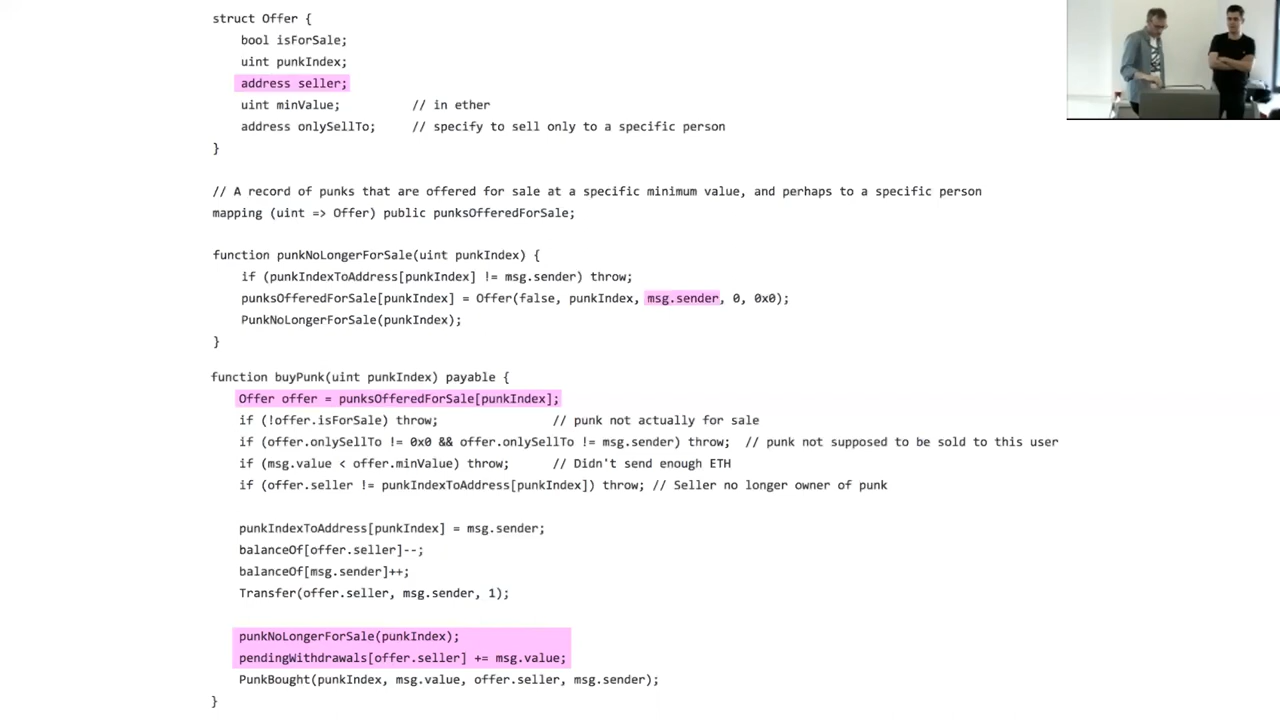 struct Offer {
bool isForSale;
uint punkIndex;
address seller;
uint minValue; // in ether
address onlySellTo; // specify to sell only to a specific person
}
// A record of punks that are offered for sale at a specific minimum value, and perhaps to a specific person
mapping (uint => Offer) public punksOfferedForSale;
function punkNoLongerForSale(uint punkIndex) {
if (punkIndexToAddress[punkIndex] != msg.sender) throw;
punksOfferedForSale[punkIndex] = Offer(false, punkIndex, msg.sender, 0, 0x0);
PunkNoLongerForSale(punkIndex);
}
function buyPunk(uint punkIndex) payable {
Offer offer = punksOfferedForSale[punkIndex];
if (!offer.isForSale) throw; // punk not actually for sale
if (offer.onlySellTo != 0x0 && offer.onlySellTo != msg.sender) throw; // punk not supposed to be sold to this user
if (msg.value < offer.minValue) throw; // Didn't send enough ETH
if (offer.seller != punkIndexToAddress[punkIndex]) throw; // Seller no longer owner of punk
punkIndexToAddress[punkIndex] = msg.sender;
balanceOf[offer.seller]--;
balanceOf[msg.sender]++;
Transfer(offer.seller, msg.sender, 1);
punkNoLongerForSale(punkIndex);
pendingWithdrawals[offer.seller] += msg.value;
PunkBought(punkIndex, msg.value, offer.seller, msg.sender);
}